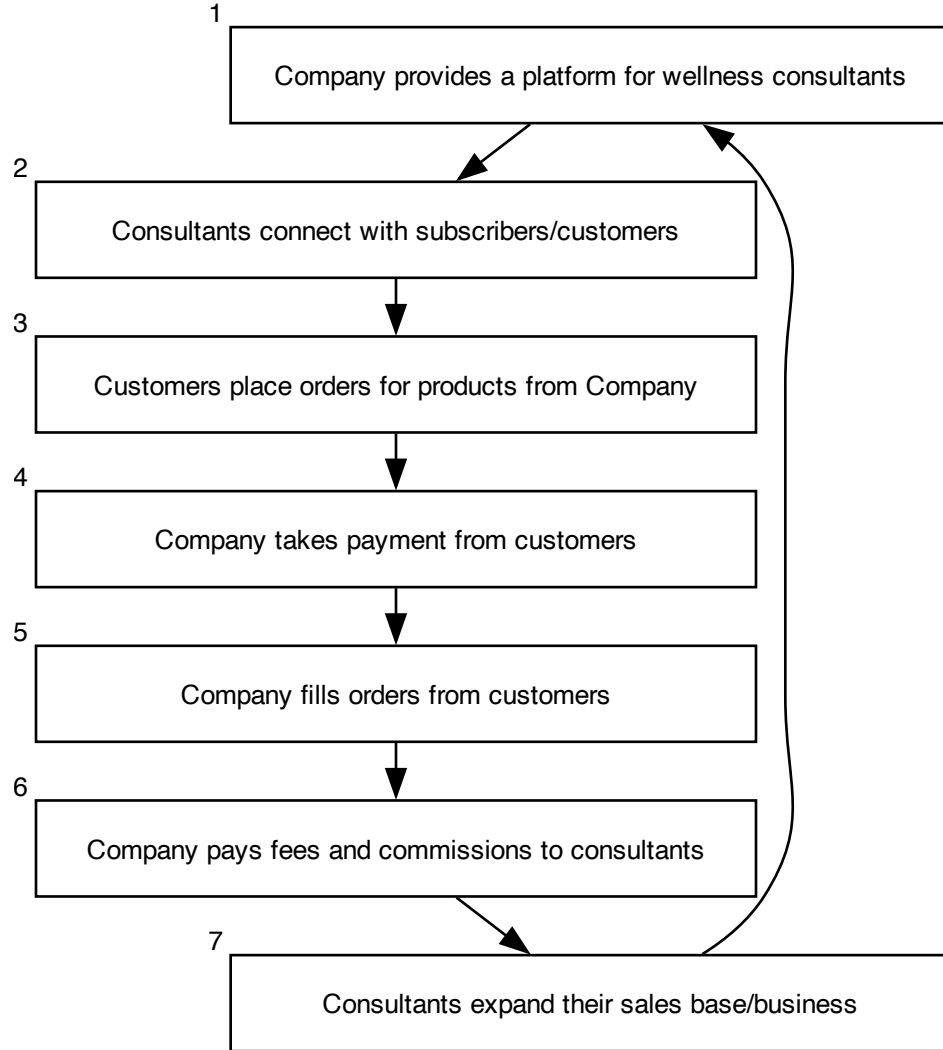 1
Company provides a platform for wellness consultants
2
Consultants connect with subscribers/customers
3
Customers place orders for products from Company
4
Company takes payment from customers
5
Company fills orders from customers
6
Company pays fees and commissions to consultants
7
Consultants expand their sales base/business